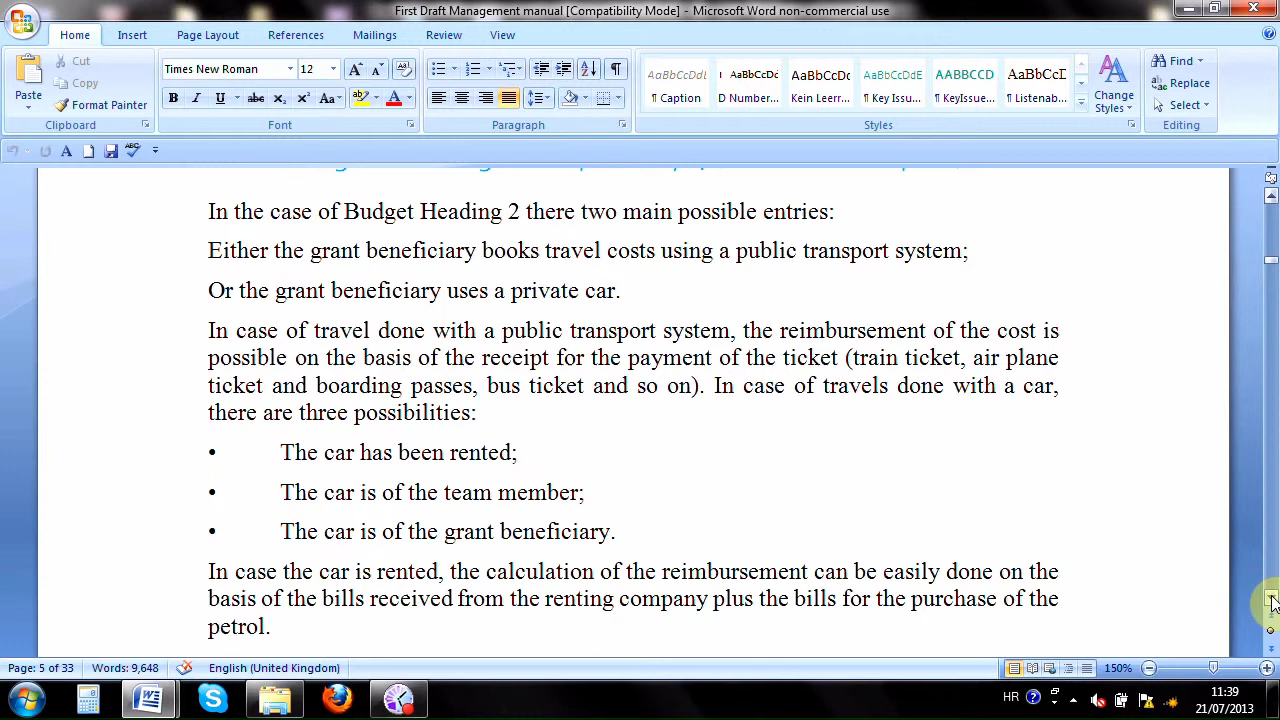 First Draft Management manual [Compatibility Mode] - Microsoft Word non-commercial use
Home Insert Page Layout References Mailings Review View
Paste Cut Copy Format Painter Clipboard
Times New Roman 12 Font
Paragraph
AaBbCcDdE Caption
AaBbCcDc D Number...
AaBbCcDc Kein Leerr...
AaBbCcDdE Key Issu...
AABBCCD KeyIssue...
AaBbCcD Listenab...
Styles
Change Styles
Find Replace Select Editing
In the case of Budget Heading 2 there two main possible entries:
Either the grant beneficiary books travel costs using a public transport system;
Or the grant beneficiary uses a private car.
In case of travel done with a public transport system, the reimbursement of the cost is
possible on the basis of the receipt for the payment of the ticket (train ticket, air plane
ticket and boarding passes, bus ticket and so on). In case of travels done with a car,
there are three possibilities:
• The car has been rented;
• The car is of the team member;
• The car is of the grant beneficiary.
In case the car is rented, the calculation of the reimbursement can be easily done on the
basis of the bills received from the renting company plus the bills for the purchase of the
petrol.
Page: 5 of 33 Words: 9,648 English (United Kingdom) 150%
HR 11:39
21/07/2013